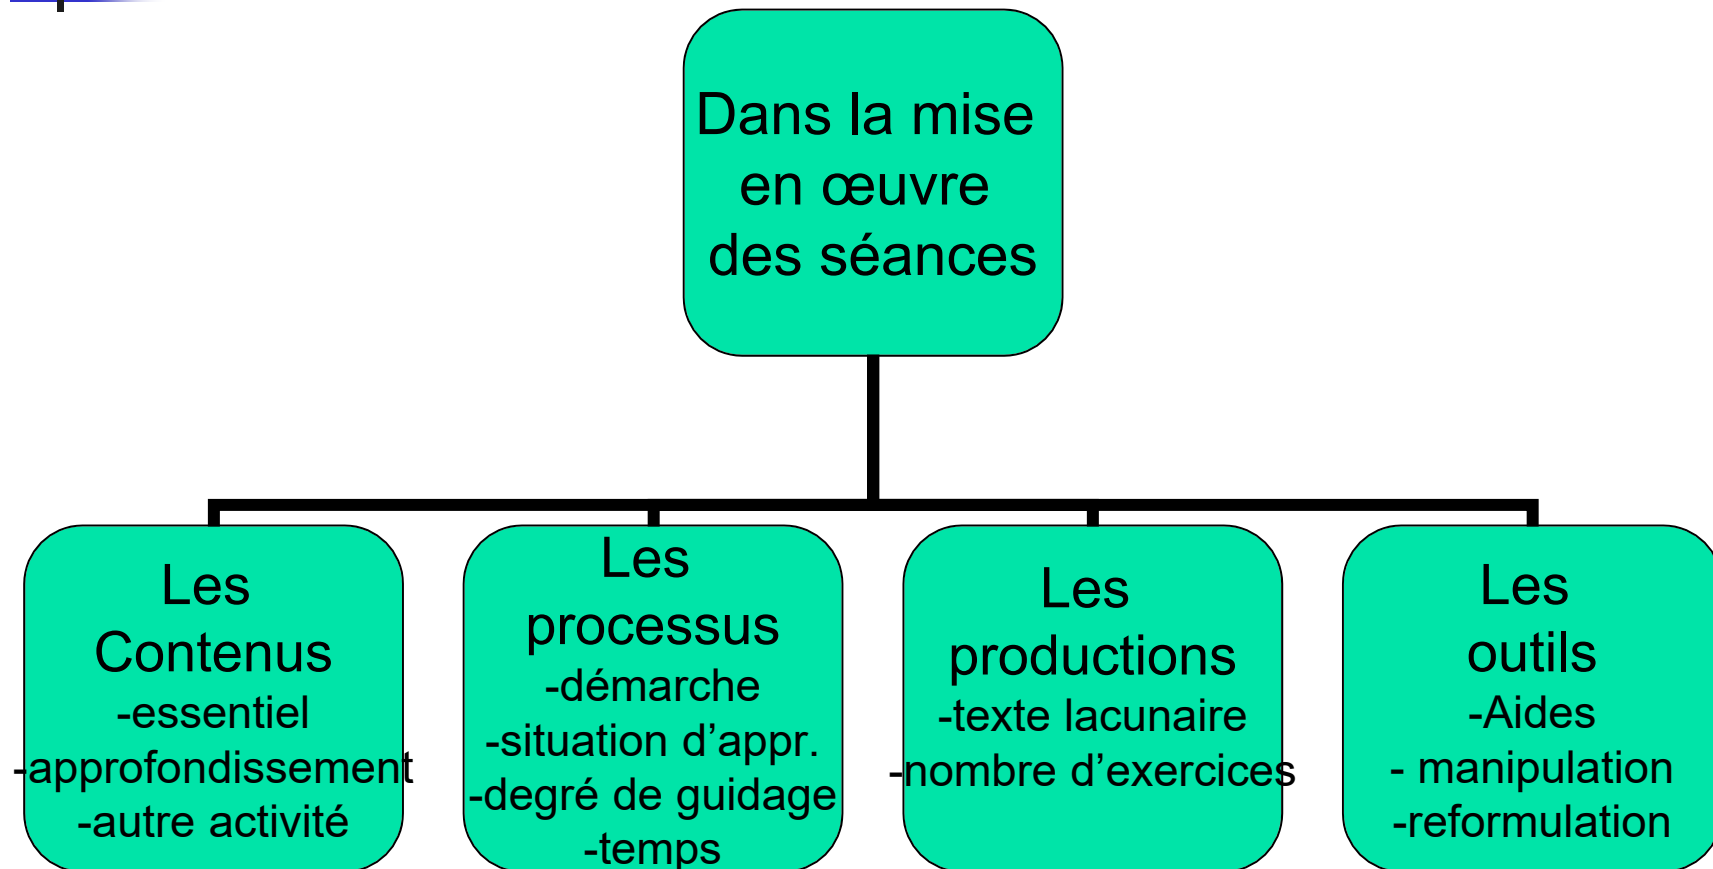 Dans la mise
en œuvre
des séances
Les
Contenus
-essentiel
-approfondissement
-autre activité
Les
processus
-démarche
-situation d’appr.
-degré de guidage
-temps
Les
productions
-texte lacunaire
-nombre d’exercices
Les
outils
-Aides
- manipulation
-reformulation